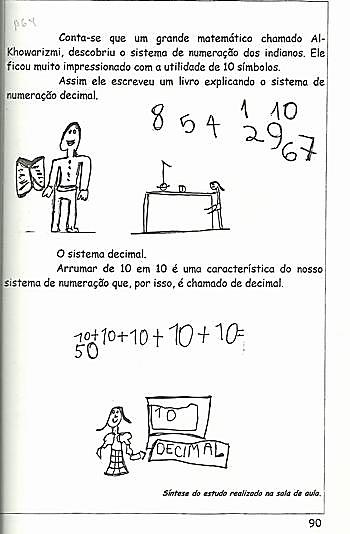 p64
Conta-se que um grande matemático chamado Al-
Khowarizmi, descobriu o sistema de numeração dos indianos. Ele
ficou muito impressionado com a utilidade de 10 símbolos.
Assim ele escreveu um livro explicando o sistema de
numeração decimal.
8 5 4 1 10
2 9 67
O sistema decimal.
Arrumar de 10 em 10 é uma característica do nosso
sistema de numeração que, por isso, é chamado de decimal.
10+10+10+10+10=
50
10
DECIMAL
Síntese do estudo realizado na sala de aula.
90